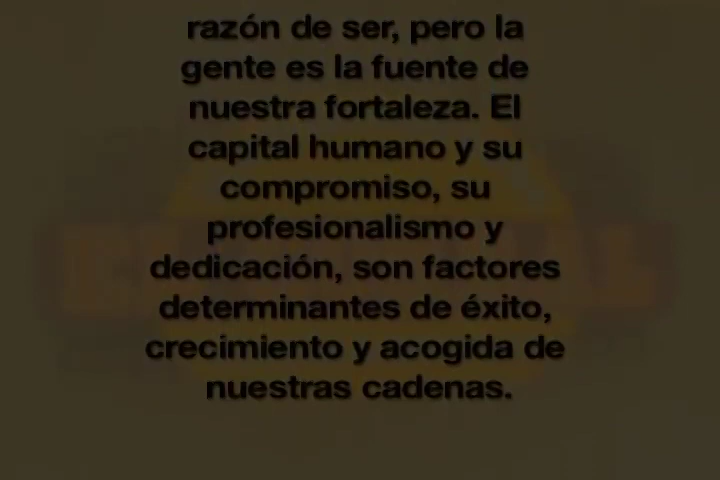 razón de ser, pero la
gente es la fuente de
nuestra fortaleza. El
capital humano y su
compromiso, su
profesionalismo y
dedicación, son factores
determinantes de éxito,
crecimiento y acogida de
nuestras cadenas.